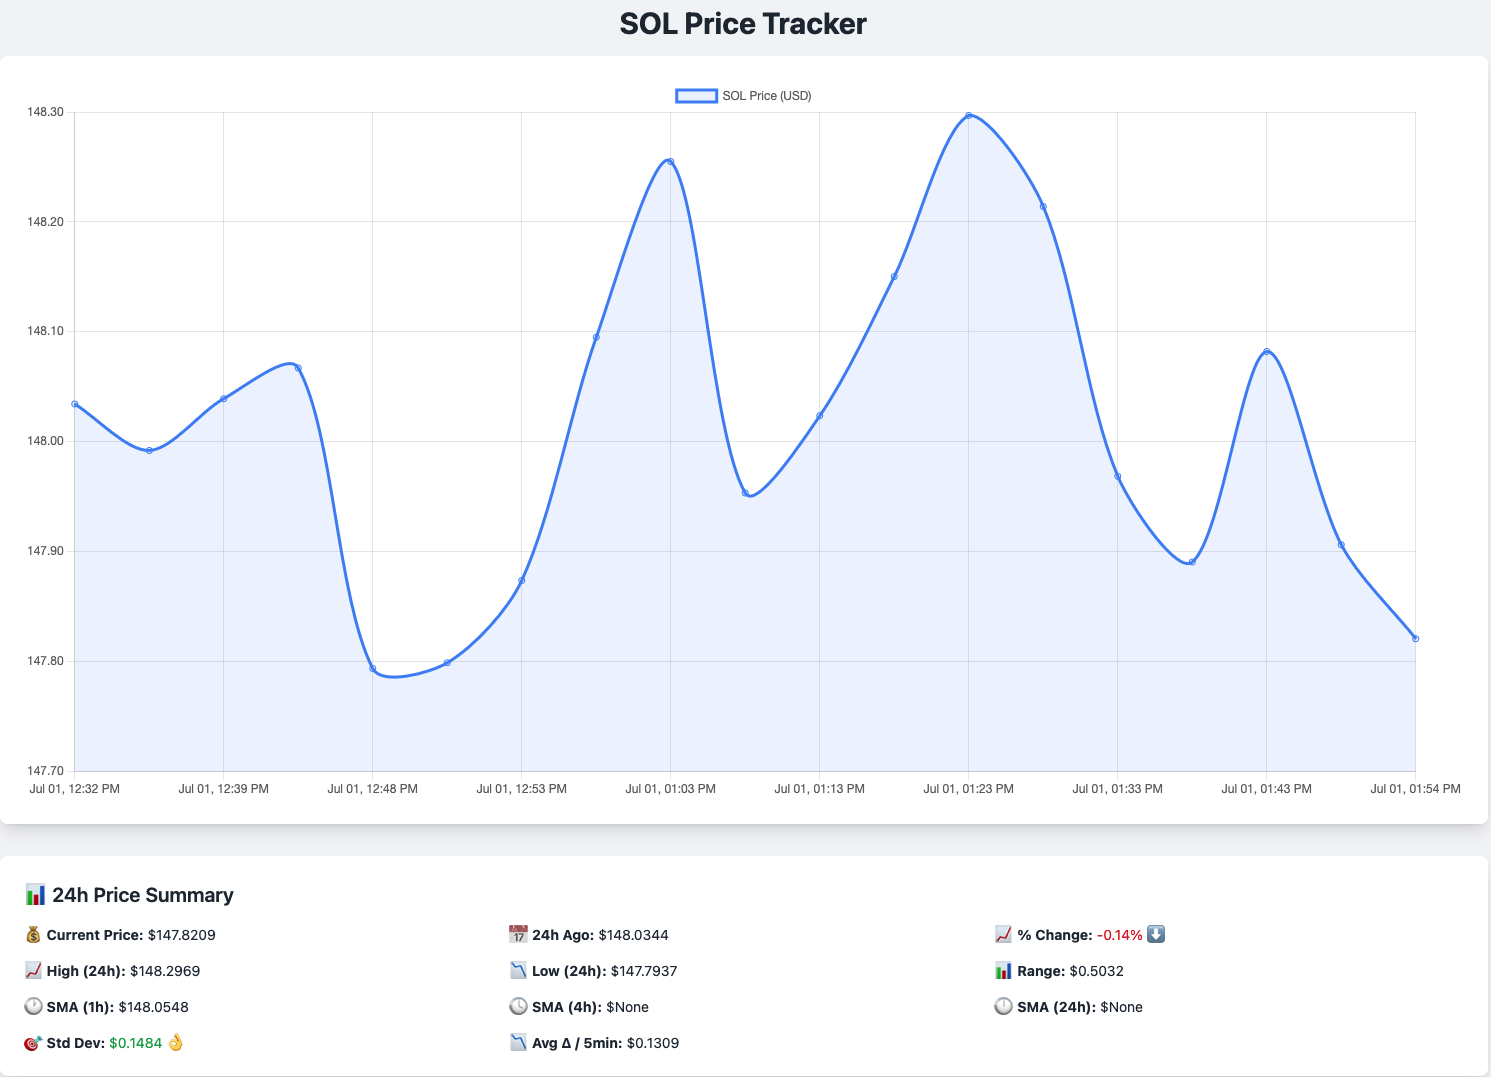 SOL Price Tracker
SOL Price (USD)
148.30
148.20
148.10
148.00
147.90
147.80
147.70
Jul 01, 12:32 PM Jul 01, 12:39 PM Jul 01, 12:48 PM Jul 01, 12:53 PM Jul 01, 01:03 PM Jul 01, 01:13 PM Jul 01, 01:23 PM Jul 01, 01:33 PM Jul 01, 01:43 PM Jul 01, 01:54 PM
📊 24h Price Summary
💰 Current Price: $147.8209 📅 24h Ago: $148.0344 📈 % Change: -0.14% ⬇️
📈 High (24h): $148.2969 📉 Low (24h): $147.7937 📊 Range: $0.5032
🕐 SMA (1h): $148.0548 🕓 SMA (4h): $None 🕛 SMA (24h): $None
🎯 Std Dev: $0.1484 👌 📉 Avg Δ / 5min: $0.1309